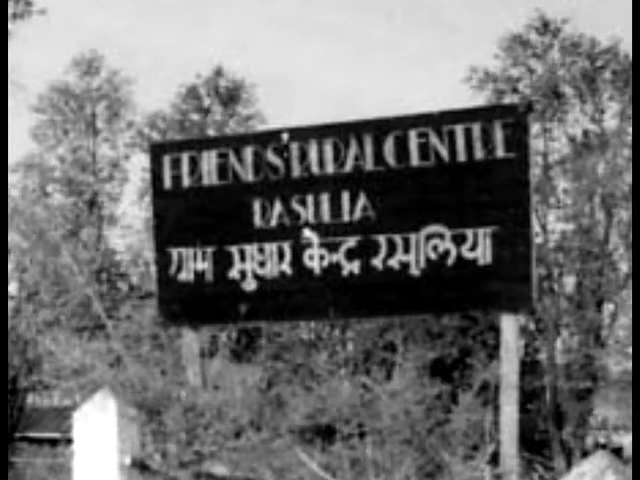 FRIENDS' RURAL CENTRE
RASULIA
ग्राम सुधार केन्द्र रसूलिया